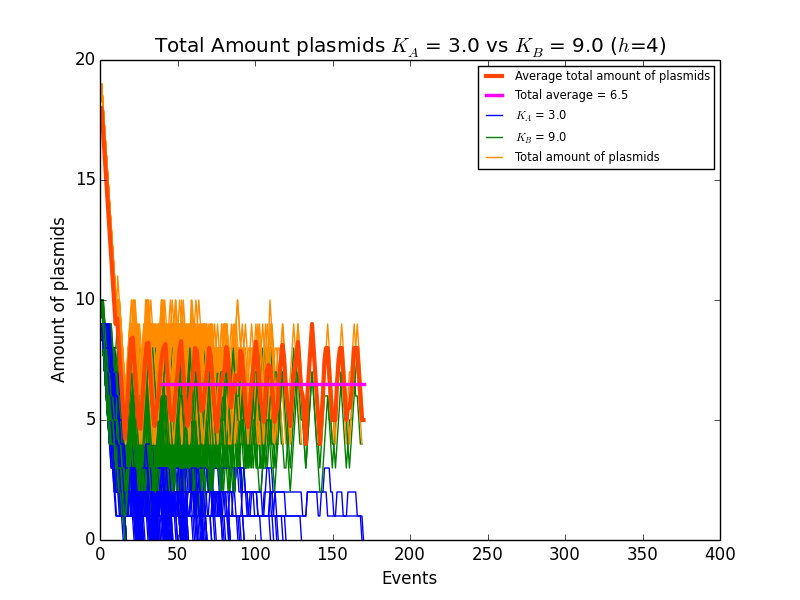 Total Amount plasmids K_A = 3.0 vs K_B = 9.0 (h=4)
20
15
10
5
0
Amount of plasmids
Average total amount of plasmids
Total average = 6.5
K_A = 3.0
K_B = 9.0
Total amount of plasmids
0 50 100 150 200 250 300 350 400
Events